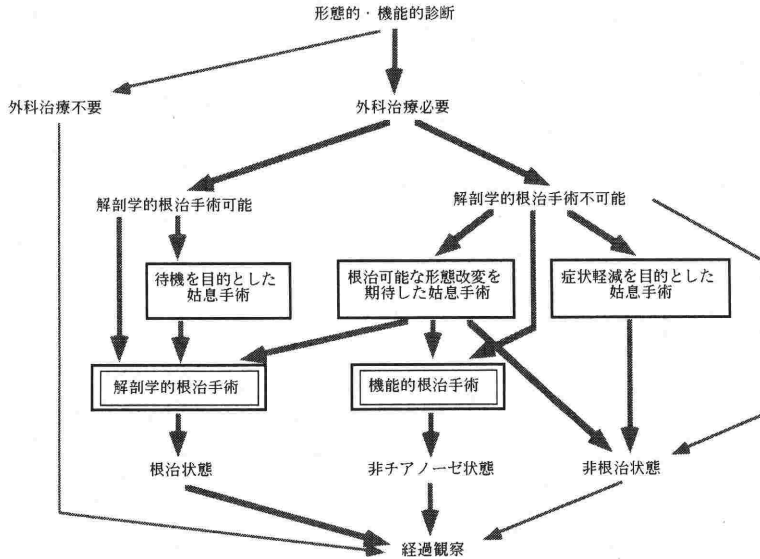 形態的・機能的診断
外科治療不要
外科治療必要
解剖学的根治手術可能
解剖学的根治手術不可能
待機を目的とした
姑息手術
根治可能な形態改変を
期待した姑息手術
症状軽減を目的とした
姑息手術
解剖学的根治手術
機能的根治手術
根治状態
非チアノーゼ状態
非根治状態
経過観察